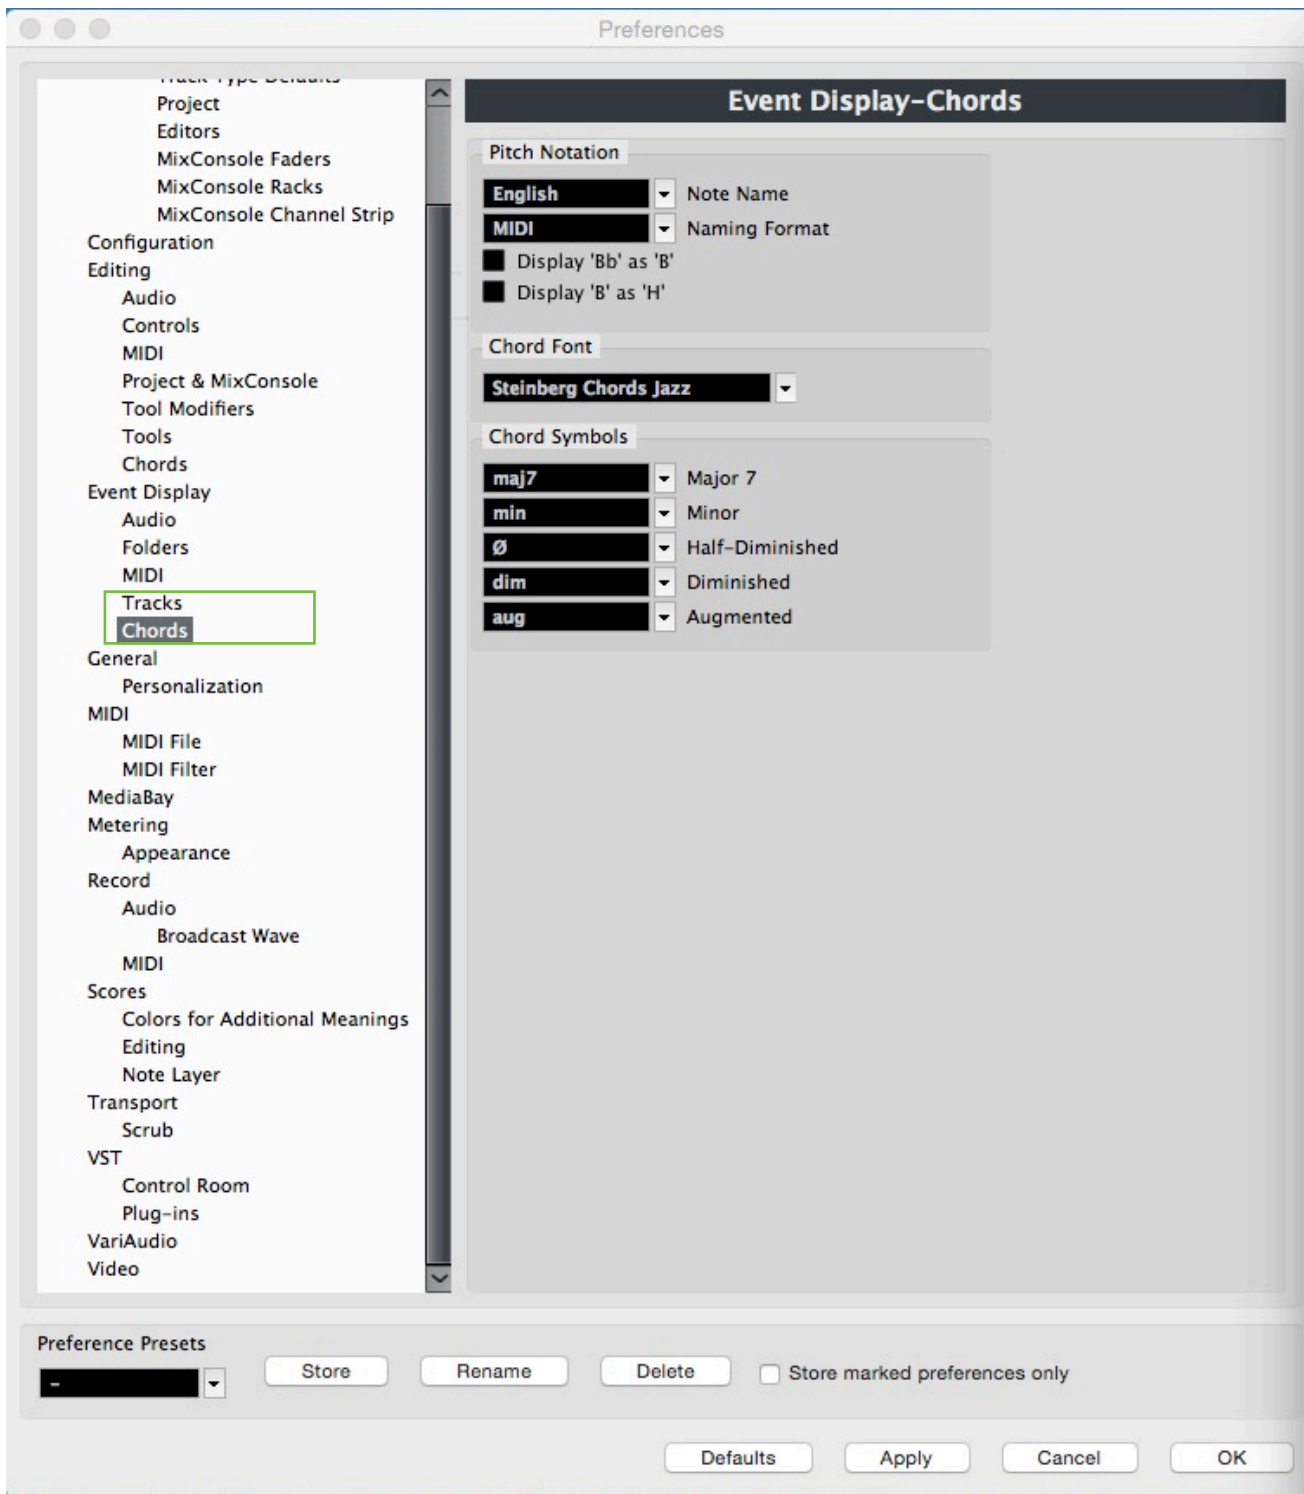 Preferences
Track Type Defaults
Project
Editors
MixConsole Faders
MixConsole Racks
MixConsole Channel Strip
Configuration
Editing
Audio
Controls
MIDI
Project & MixConsole
Tool Modifiers
Tools
Chords
Event Display
Audio
Folders
MIDI
Tracks
Chords
General
Personalization
MIDI
MIDI File
MIDI Filter
MediaBay
Metering
Appearance
Record
Audio
Broadcast Wave
MIDI
Scores
Colors for Additional Meanings
Editing
Note Layer
Transport
Scrub
VST
Control Room
Plug-ins
VariAudio
Video
Event Display-Chords
Pitch Notation
English Note Name
MIDI Naming Format
Display 'Bb' as 'B'
Display 'B' as 'H'
Chord Font
Steinberg Chords Jazz
Chord Symbols
maj7 Major 7
min Minor
Ø Half-Diminished
dim Diminished
aug Augmented
Preference Presets
– Store Rename Delete Store marked preferences only
Defaults Apply Cancel OK